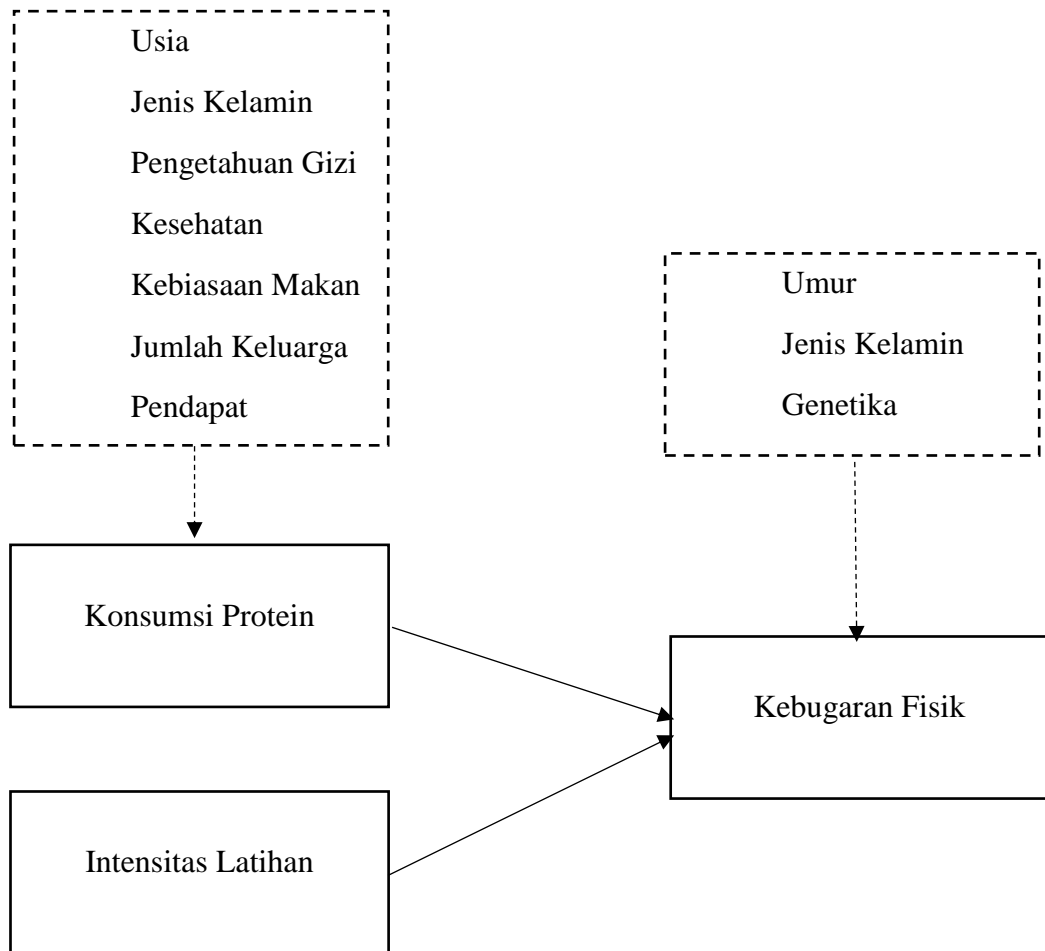 Usia
Jenis Kelamin
Pengetahuan Gizi
Kesehatan
Kebiasaan Makan
Jumlah Keluarga
Pendapat
Umur
Jenis Kelamin
Genetika
Konsumsi Protein
Kebugaran Fisik
Intensitas Latihan